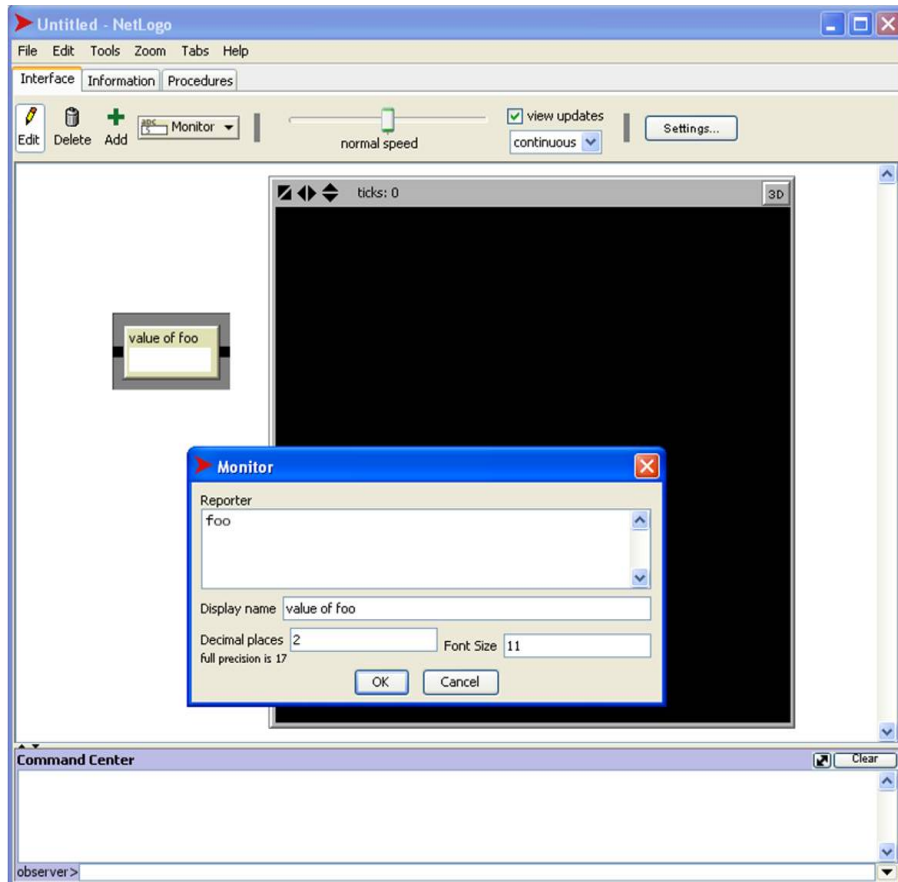 Untitled - NetLogo
File Edit Tools Zoom Tabs Help
Interface Information Procedures
Edit Delete Add abc 5 Monitor normal speed view updates continuous Settings...
ticks: 0 3D
value of foo
Monitor
Reporter
foo
Display name value of foo
Decimal places 2 Font Size 11
full precision is 17
OK Cancel
Command Center Clear
observer>